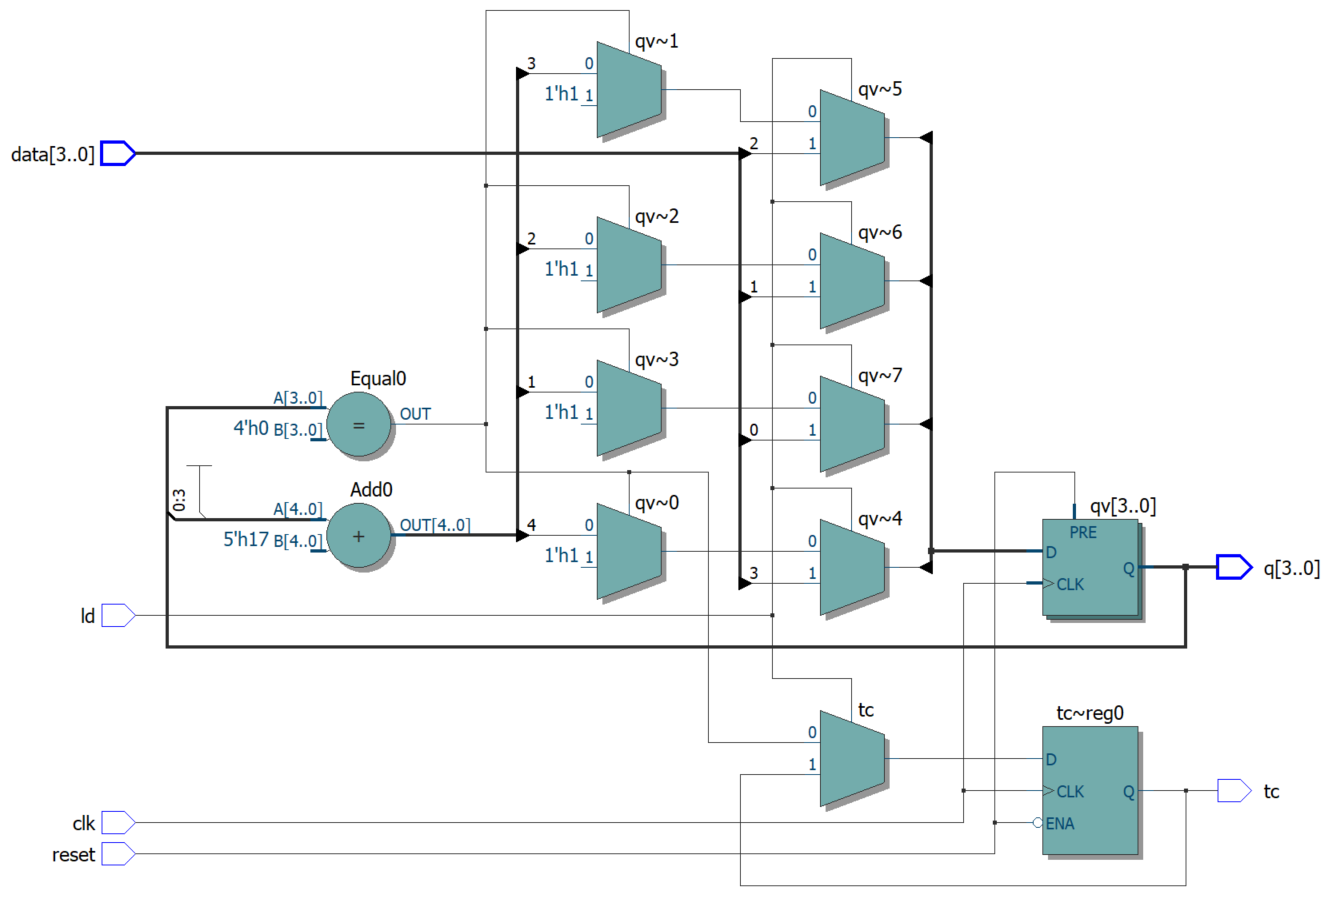 qv~1
3
0
1'h1 1
qv~5
0
2
1
data[3..0]
qv~2
2
0
1'h1 1
qv~6
0
1
1
qv~3
1
0
1'h1 1
qv~7
0
0
1
Equal0
A[3..0]
4'h0 B[3..0]
=
OUT
Add0
0:3
A[4..0]
5'h17 B[4..0]
+
OUT[4..0]
qv~0
4
0
1'h1 1
qv~4
0
3
1
qv[3..0]
PRE
D
CLK
Q
q[3..0]
ld
tc
0
1
tc~reg0
D
CLK
Q
ENA
tc
clk
reset